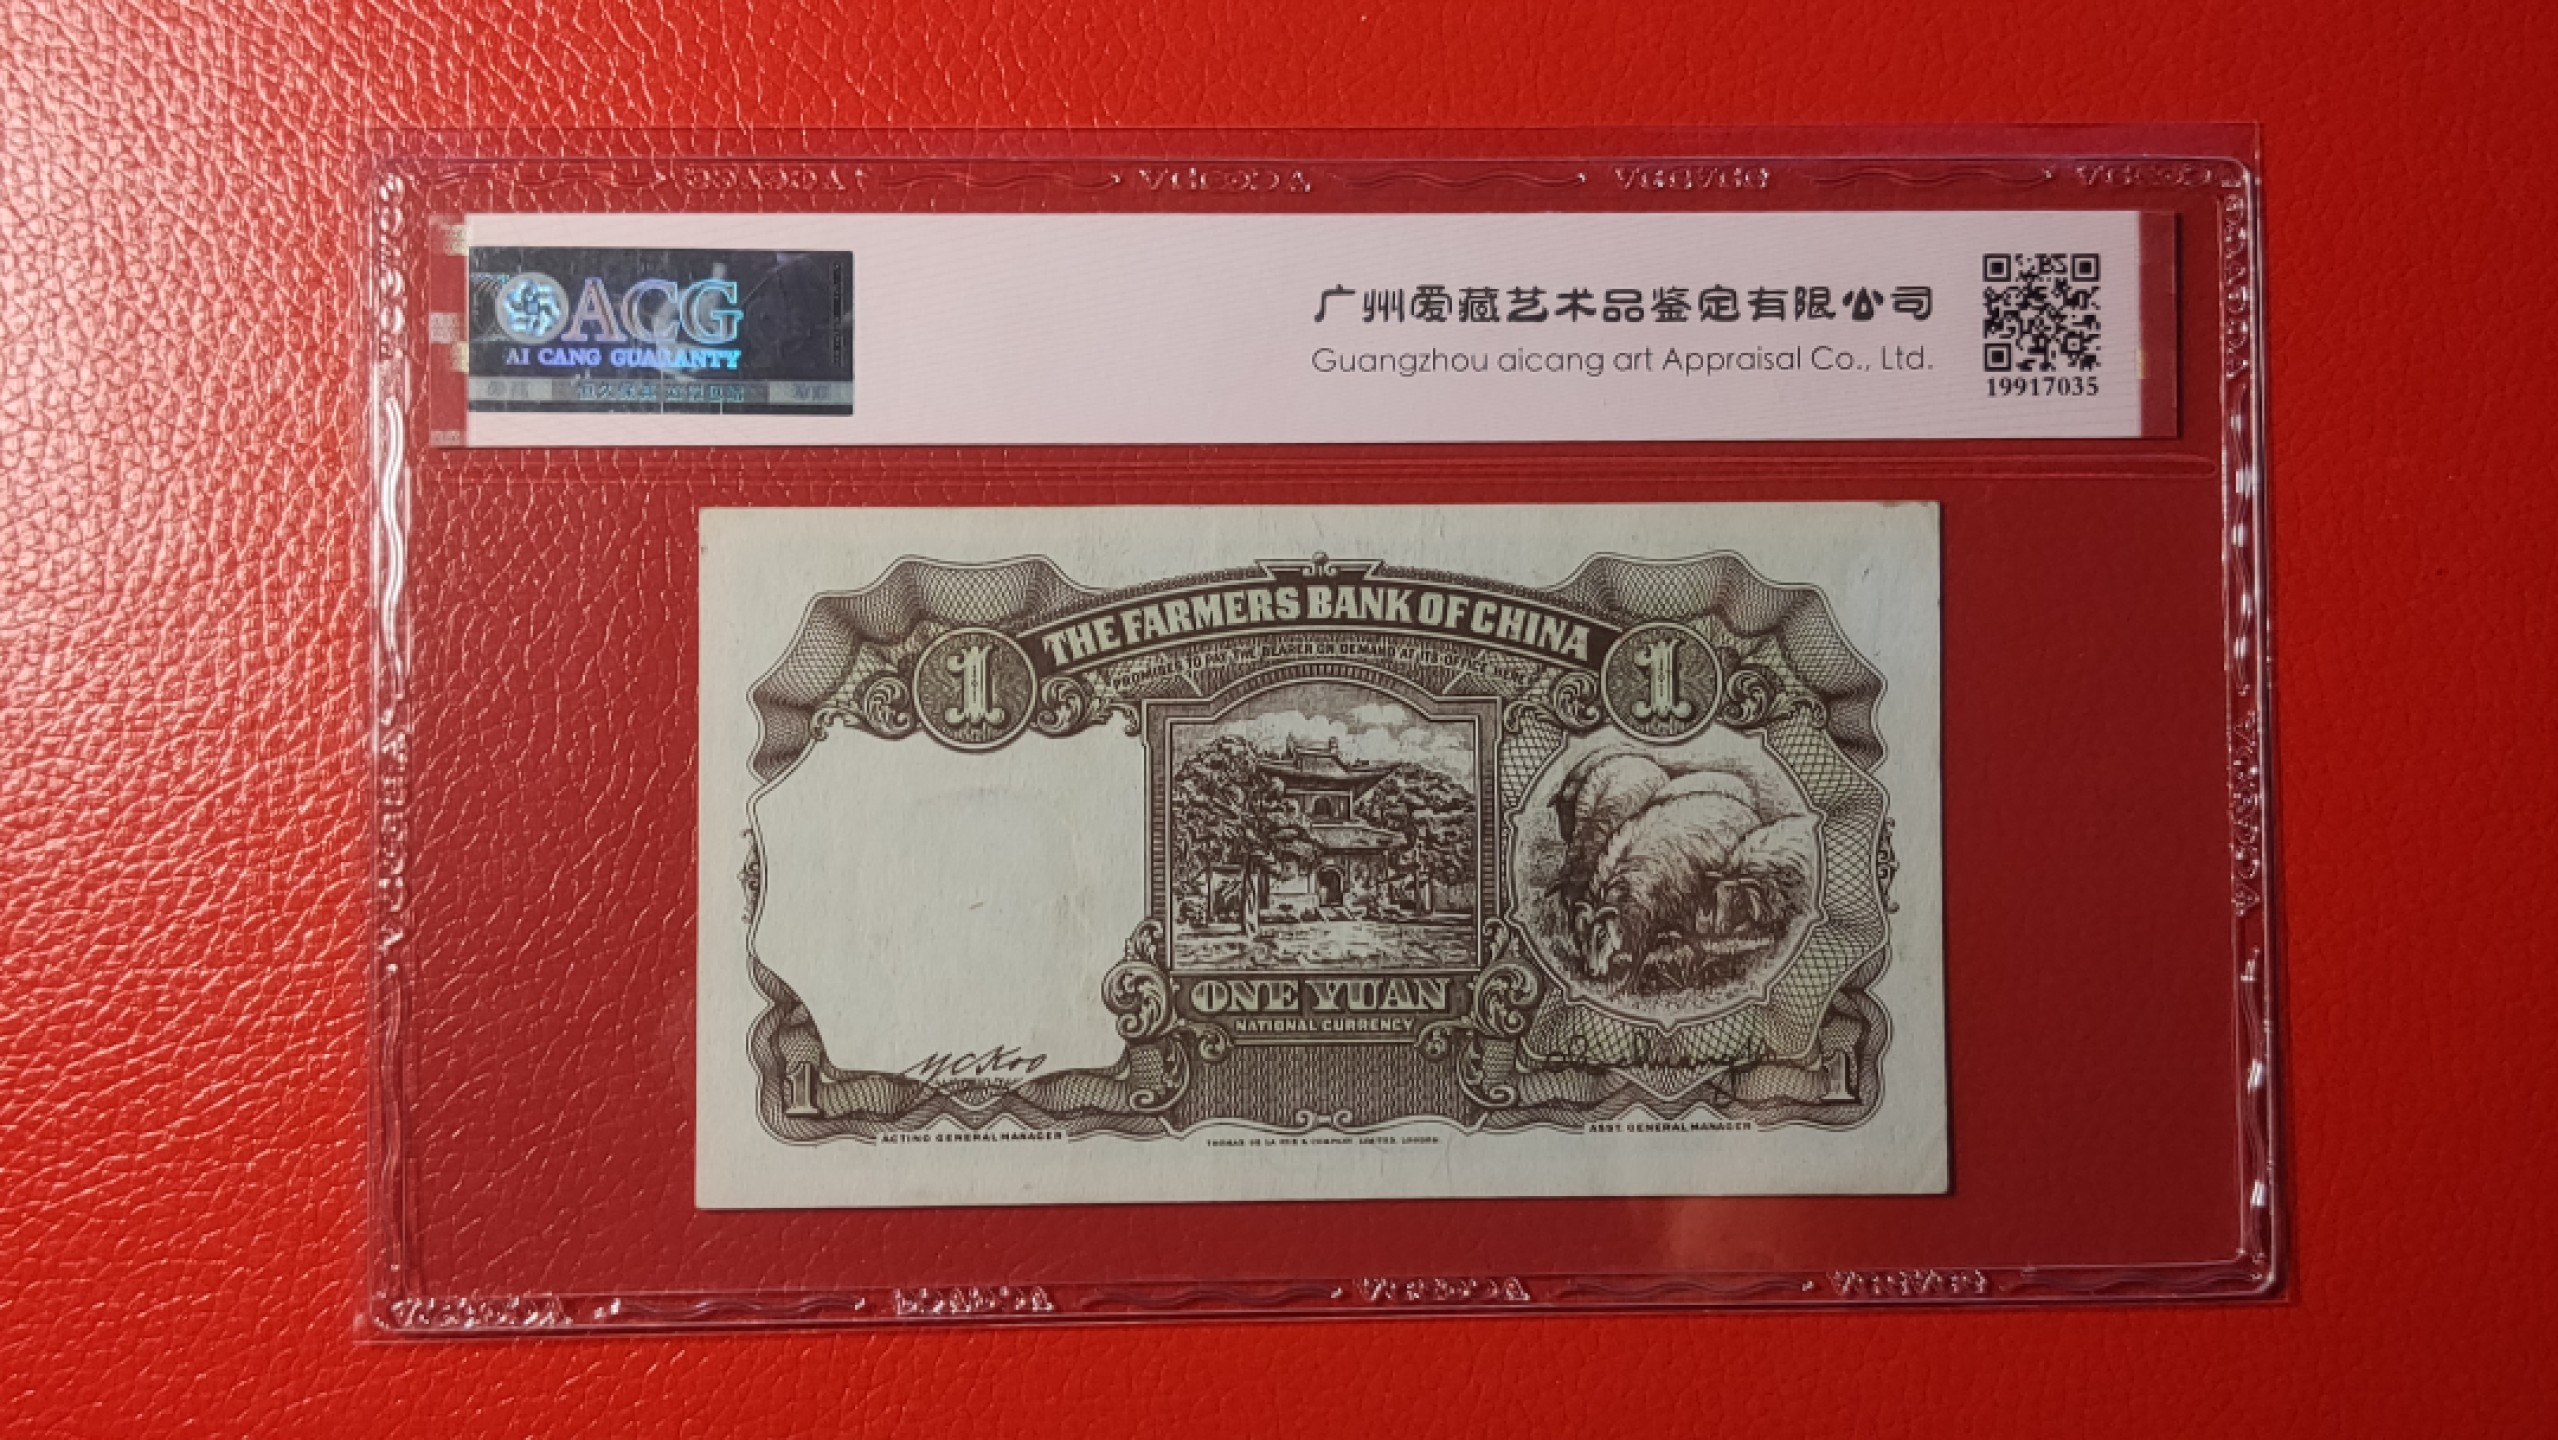 ACG
AI CANG GUARANTY
广州爱藏艺术品鉴定有限公司
Guangzhou aicang art Appraisal Co., Ltd.
19917035
THE FARMERS BANK OF CHINA
PROMISES TO PAY THE BEARER ON DEMAND AT ITS OFFICE HERE
1
1
ONE YUAN
NATIONAL CURRENCY
1
1
ACTING GENERAL MANAGER
THOMAS DE LA RUE & COMPANY, LIMITED, LONDON.
ASST. GENERAL MANAGER